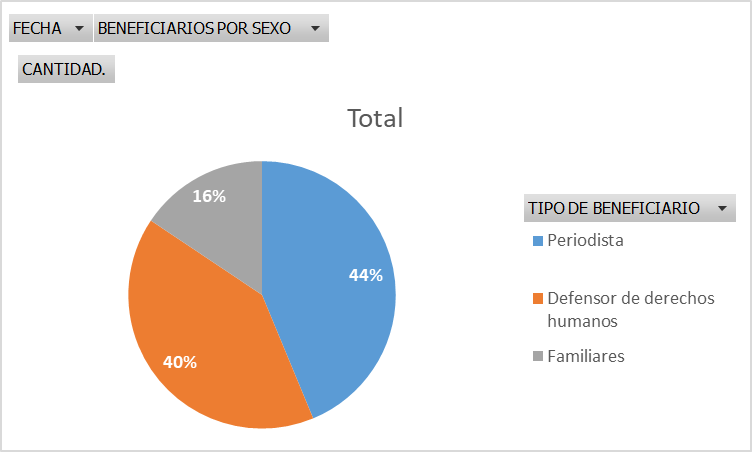 FECHA
BENEFICIARIOS POR SEXO
CANTIDAD.
Total
16%
44%
40%
TIPO DE BENEFICIARIO
Periodista
Defensor de derechos
humanos
Familiares